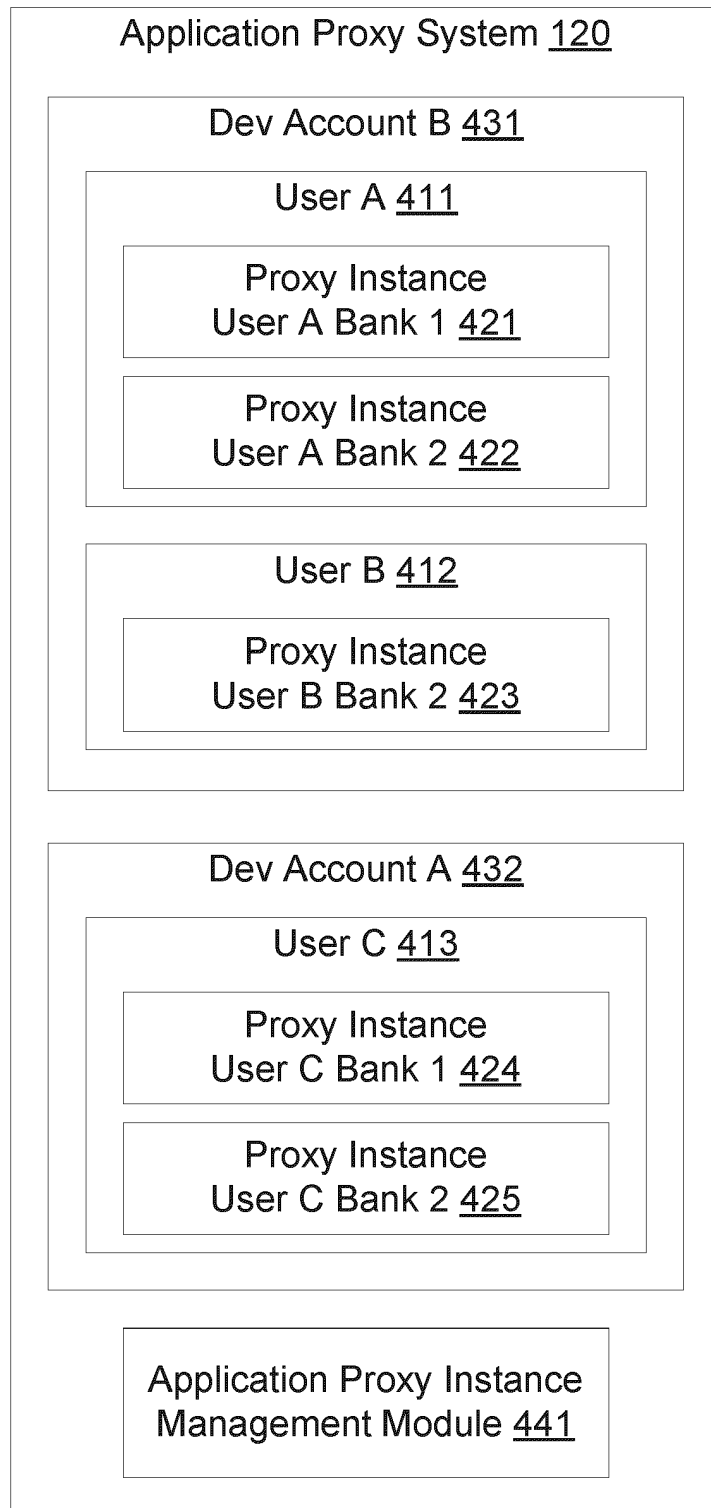 Application Proxy System 120
Dev Account B 431
User A 411
Proxy Instance
User A Bank 1 421
Proxy Instance
User A Bank 2 422
User B 412
Proxy Instance
User B Bank 2 423
Dev Account A 432
User C 413
Proxy Instance
User C Bank 1 424
Proxy Instance
User C Bank 2 425
Application Proxy Instance
Management Module 441